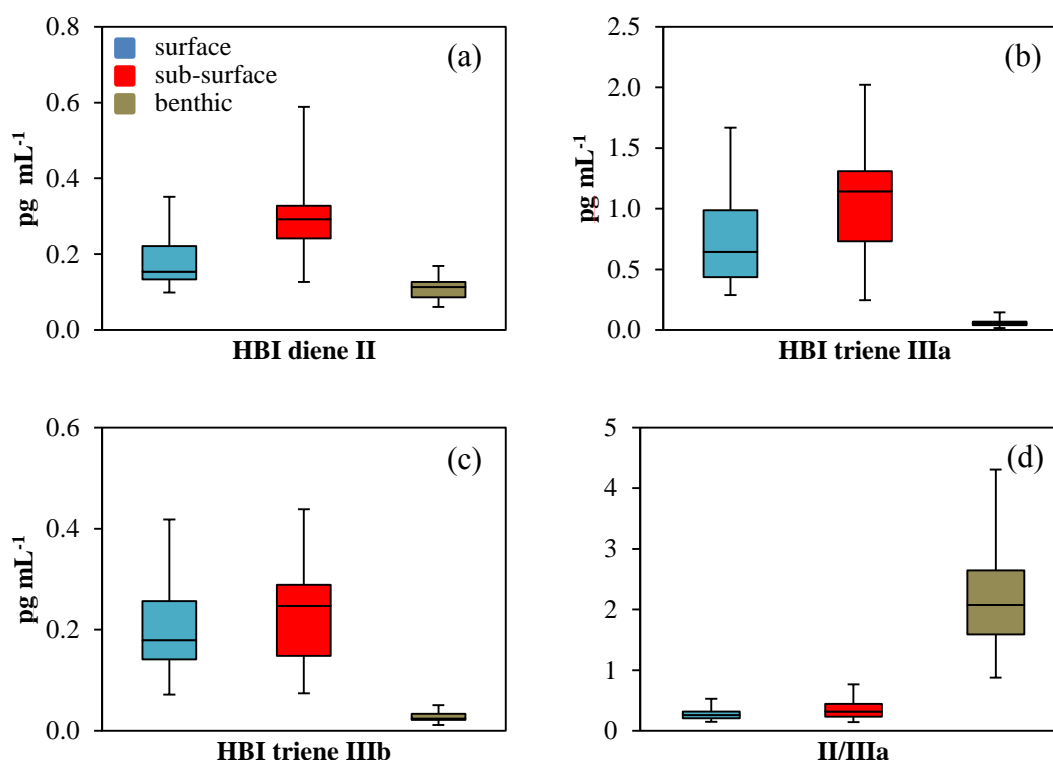 (a)
surface
sub-surface
benthic
0.8
0.6
0.4
0.2
0.0
pg mL⁻¹
HBI diene II
(b)
2.5
2.0
1.5
1.0
0.5
0.0
pg mL⁻¹
HBI triene IIIa
(c)
0.6
0.4
0.2
0.0
pg mL⁻¹
HBI triene IIIb
(d)
5
4
3
2
1
0
II/IIIa